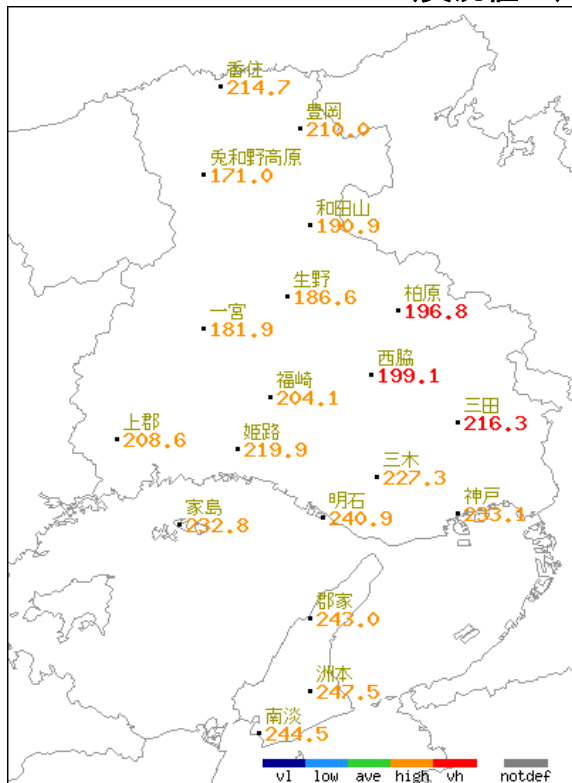 香住
214.7
豊岡
210.0
兎和野高原
171.0
和田山
190.9
生野
186.6
柏原
196.8
一宮
181.9
西脇
199.1
福崎
204.1
三田
216.3
上郡
208.6
姫路
219.9
三木
227.3
家島
232.8
明石
240.9
神戸
233.1
郡家
243.0
洲本
247.5
南淡
244.5
vl low ave high vh notdef